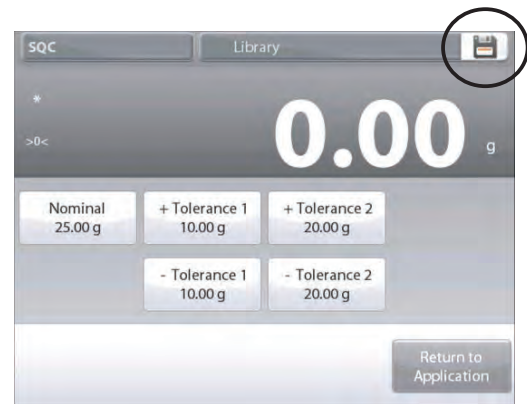 SQC Library
*
>0<
0.00 g
Nominal + Tolerance 1 + Tolerance 2
25.00 g 10.00 g 20.00 g
- Tolerance 1 - Tolerance 2
10.00 g 20.00 g
Return to
Application